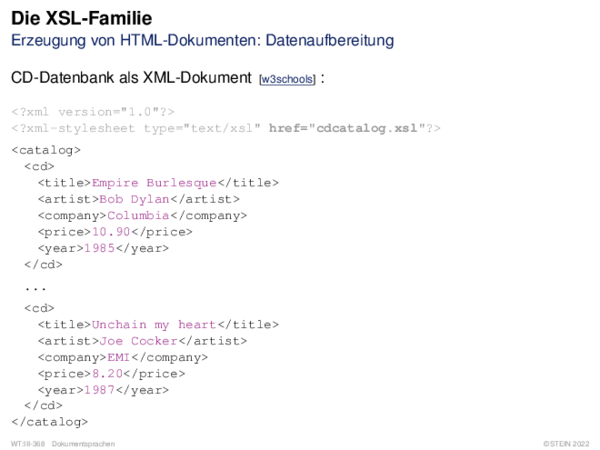 Die XSL-Familie
Erzeugung von HTML-Dokumenten: Datenaufbereitung
CD-Datenbank als XML-Dokument [w3schools] :
<?xml version="1.0"?>
<?xml-stylesheet type="text/xsl" href="cdcatalog.xsl"?>
<catalog>
<cd>
<title>Empire Burlesque</title>
<artist>Bob Dylan</artist>
<company>Columbia</company>
<price>10.90</price>
<year>1985</year>
</cd>
...
<cd>
<title>Unchain my heart</title>
<artist>Joe Cocker</artist>
<company>EMI</company>
<price>8.20</price>
<year>1987</year>
</cd>
</catalog>
WT:III-368 Dokumentsprachen ©STEIN 2022